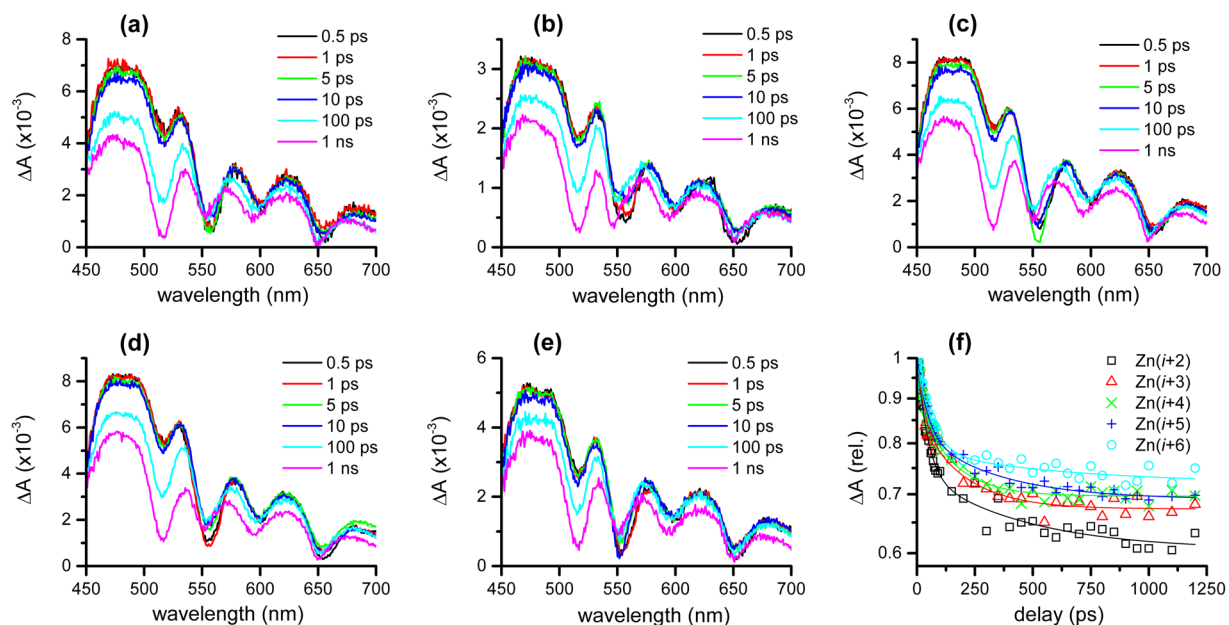 (a)
0.5 ps
1 ps
5 ps
10 ps
100 ps
1 ns
8
6
4
2
0
ΔA (x10⁻³)
450 500 550 600 650 700
wavelength (nm)
(b)
0.5 ps
1 ps
5 ps
10 ps
100 ps
1 ns
3
2
1
0
ΔA (x10⁻³)
450 500 550 600 650 700
wavelength (nm)
(c)
0.5 ps
1 ps
5 ps
10 ps
100 ps
1 ns
8
6
4
2
0
ΔA (x10⁻³)
450 500 550 600 650 700
wavelength (nm)
(d)
0.5 ps
1 ps
5 ps
10 ps
100 ps
1 ns
8
6
4
2
0
ΔA (x10⁻³)
450 500 550 600 650 700
wavelength (nm)
(e)
0.5 ps
1 ps
5 ps
10 ps
100 ps
1 ns
6
4
2
0
ΔA (x10⁻³)
450 500 550 600 650 700
wavelength (nm)
(f)
Zn(i+2)
Zn(i+3)
Zn(i+4)
Zn(i+5)
Zn(i+6)
1
0.9
0.8
0.7
0.6
ΔA (rel.)
0 250 500 750 1000 1250
delay (ps)